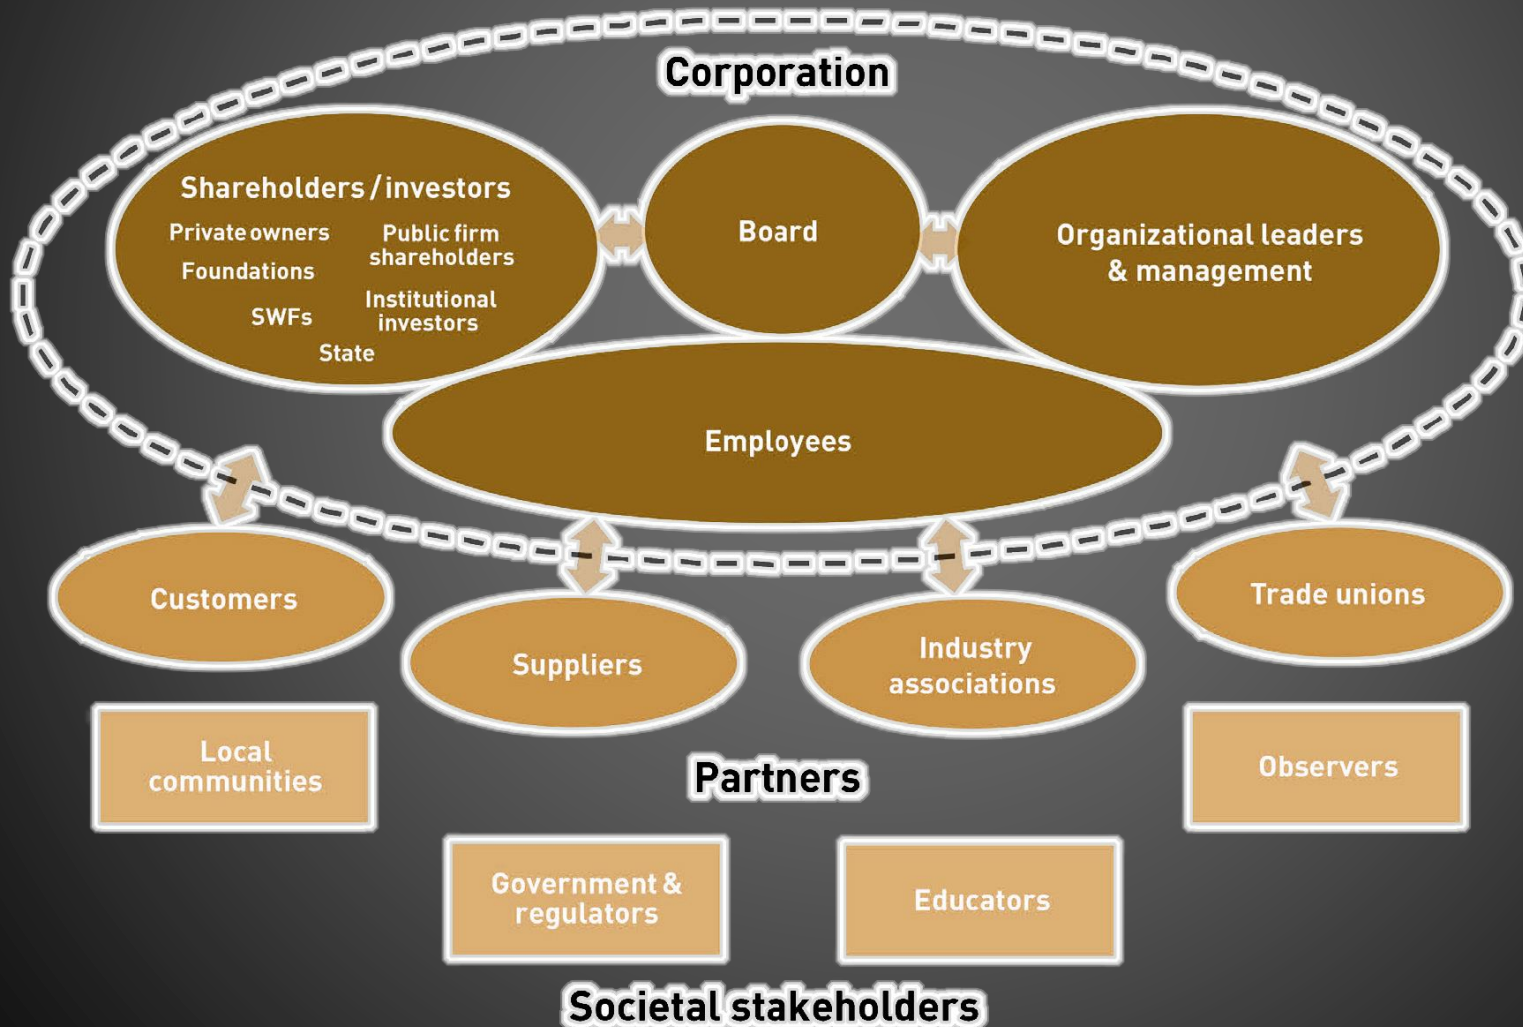 Corporation
Shareholders / investors
Private owners
Public firm
shareholders
Foundations
Institutional
investors
SWFs
State
Board
Organizational leaders
& management
Employees
Customers
Suppliers
Industry
associations
Trade unions
Partners
Local
communities
Government &
regulators
Educators
Observers
Societal stakeholders